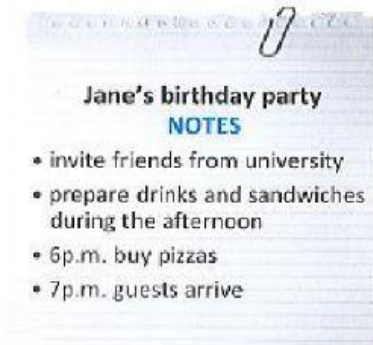 Jane's birthday party
NOTES
• invite friends from university
• prepare drinks and sandwiches
during the afternoon
• 6p.m. buy pizzas
• 7p.m. guests arrive